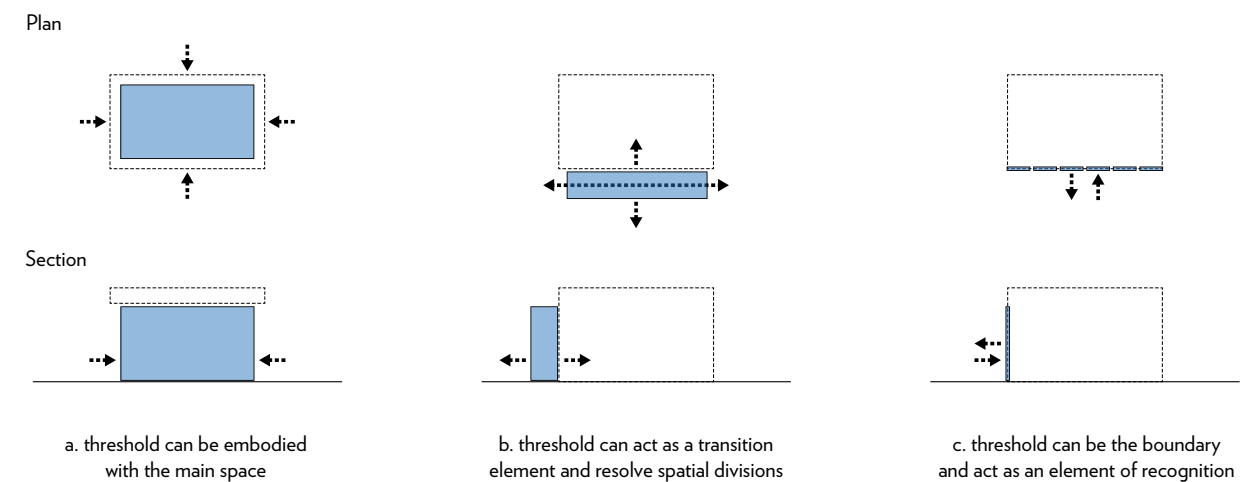 Plan
Section
a. threshold can be embodied
with the main space
b. threshold can act as a transition
element and resolve spatial divisions
c. threshold can be the boundary
and act as an element of recognition